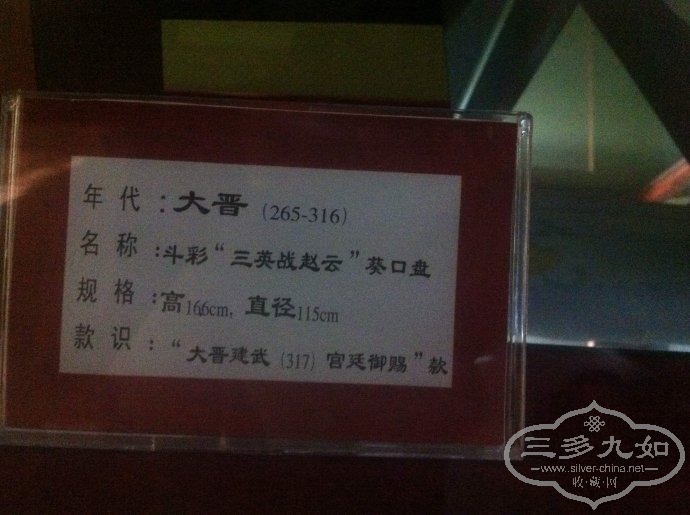 年代：大晋（265-316）
名称：斗彩“三英战赵云”葵口盘
规格：高166cm，直径115cm
款识：“大晋建武（317）宫廷御赐”款
三多九如
www.silver-china.net
收·藏·网